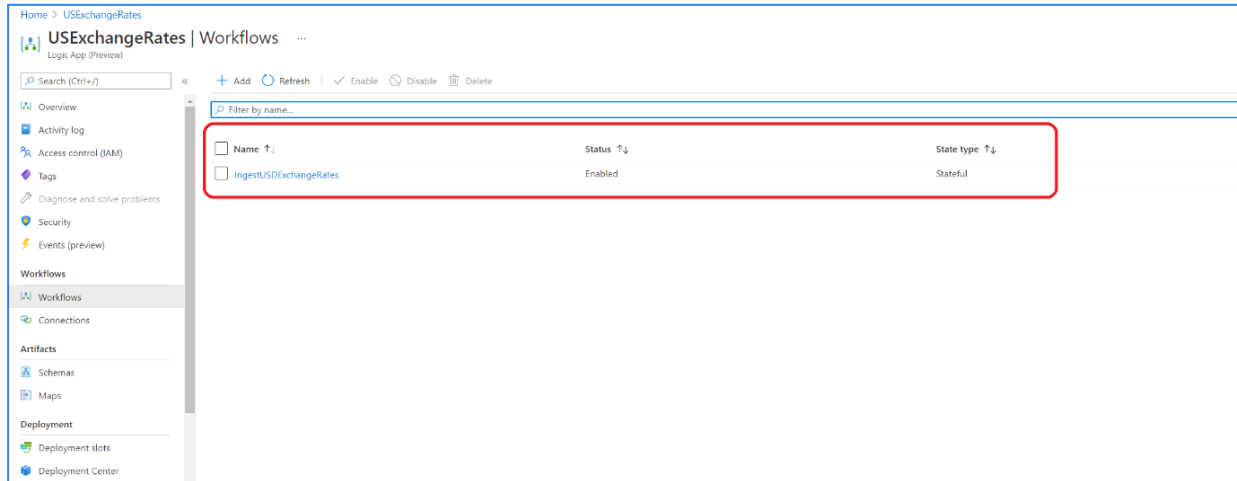 Home > USExchangeRates
USExchangeRates | Workflows ...
Logic App (Preview)
Search (Ctrl+/) «
+ Add Refresh Enable Disable Delete
Filter by name...
Overview
Activity log
Access control (IAM)
Tags
Diagnose and solve problems
Security
Events (preview)
Workflows
Workflows
Connections
Artifacts
Schemas
Maps
Deployment
Deployment slots
Deployment Center
Name ↑↓ Status ↑↓ State type ↑↓
IngestUSDExchangeRates Enabled Stateful